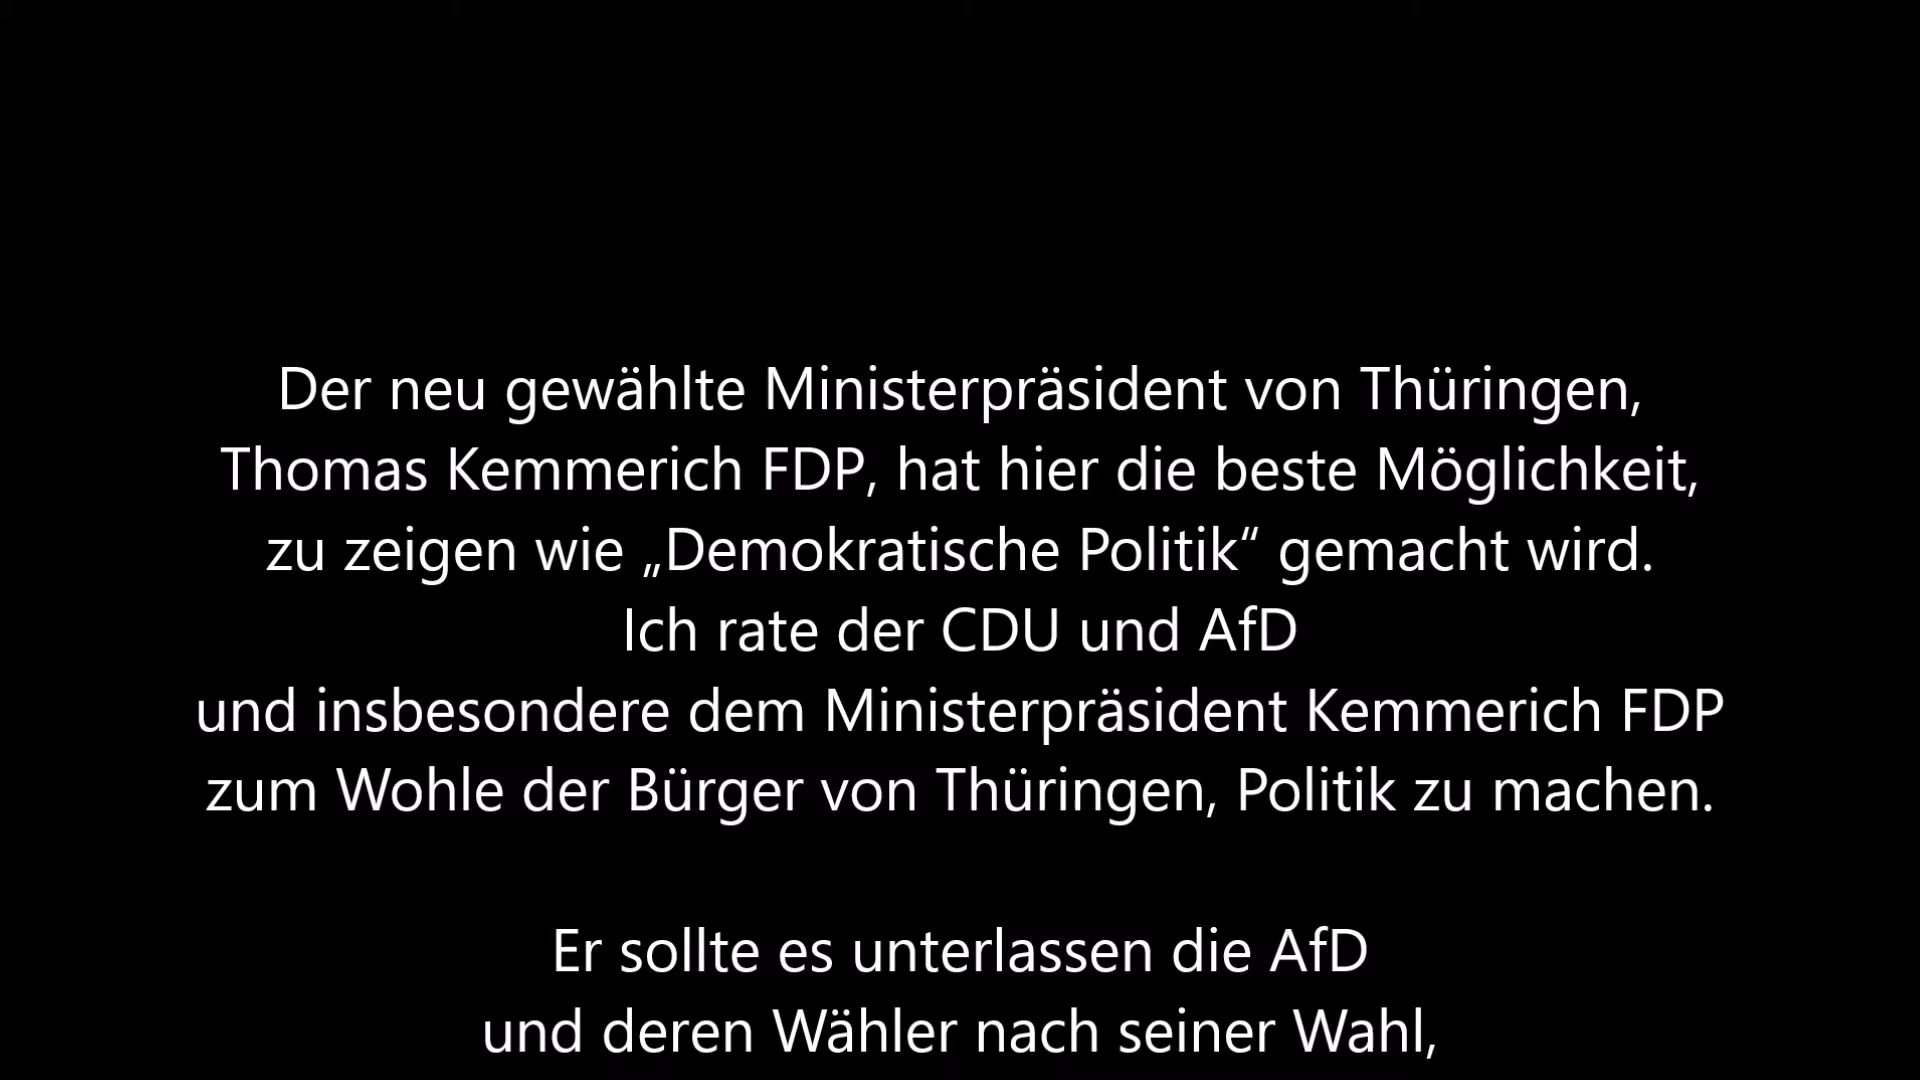 Der neu gewählte Ministerpräsident von Thüringen,
Thomas Kemmerich FDP, hat hier die beste Möglichkeit,
zu zeigen wie „Demokratische Politik“ gemacht wird.
Ich rate der CDU und AfD
und insbesondere dem Ministerpräsident Kemmerich FDP
zum Wohle der Bürger von Thüringen, Politik zu machen.
Er sollte es unterlassen die AfD
und deren Wähler nach seiner Wahl,